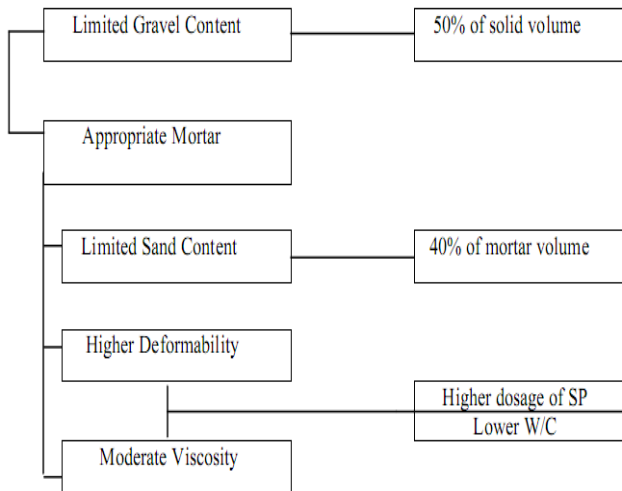 Limited Gravel Content
50% of solid volume
Appropriate Mortar
Limited Sand Content
40% of mortar volume
Higher Deformability
Higher dosage of SP
Lower W/C
Moderate Viscosity